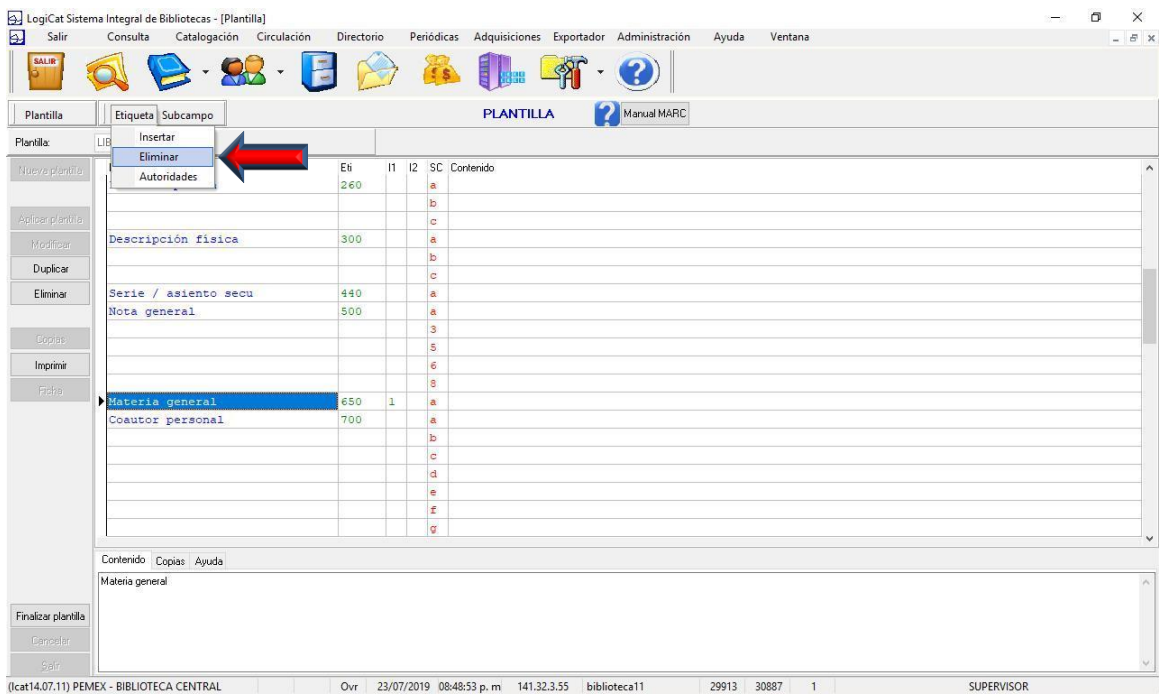 LogiCat Sistema Integral de Bibliotecas - [Plantilla]
Salir Consulta Catalogación Circulación Directorio Periódicas Adquisiciones Exportador Administración Ayuda Ventana
SALIR
Plantilla Etiqueta Subcampo PLANTILLA Manual MARC
Plantilla: LIB
Insertar
Eliminar
Autoridades
Nueva plantilla
Eti I1 I2 SC Contenido
260 a
b
Aplicar plantilla
c
Modificar
Descripción física 300 a
b
Duplicar
c
Eliminar
Serie / asiento secu 440 a
Nota general 500 a
3
Copias
5
Imprimir
6
8
Ficha
Materia general 650 1 a
Coautor personal 700 a
b
c
d
e
f
g
Contenido Copias Ayuda
Materia general
Finalizar plantilla
Cancelar
Salir
(lcat14.07.11) PEMEX - BIBLIOTECA CENTRAL Ovr 23/07/2019 08:48:53 p. m 141.32.3.55 biblioteca11 29913 30887 1 SUPERVISOR